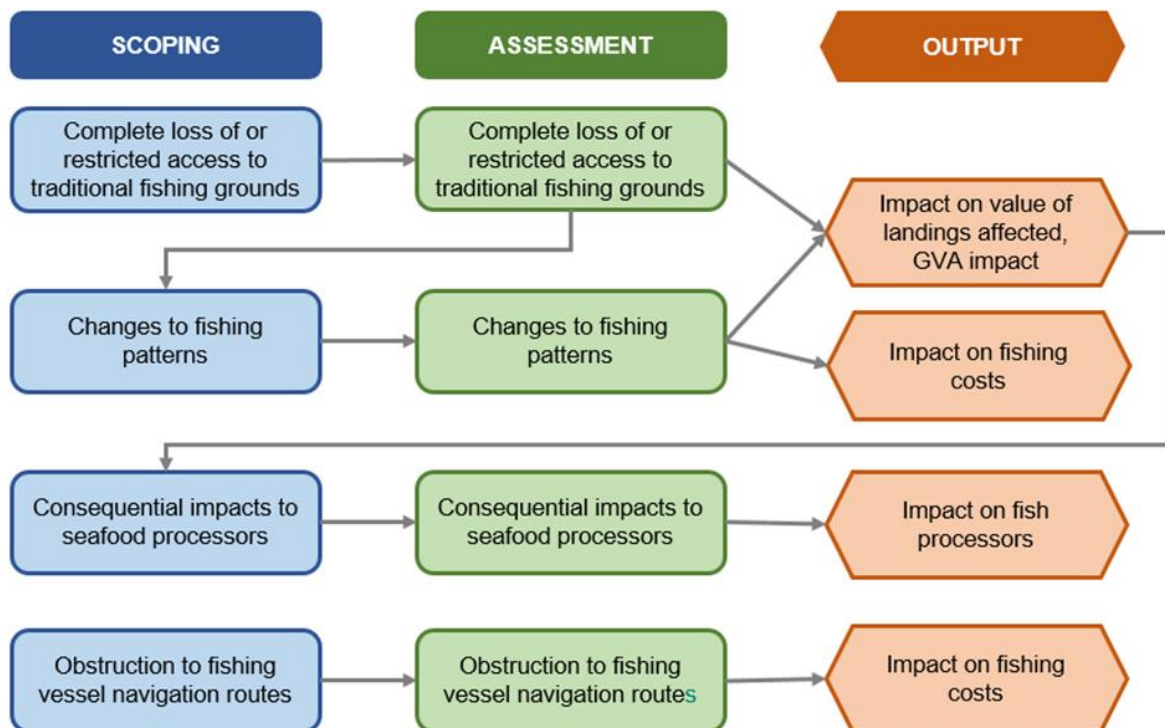 SCOPING
ASSESSMENT
OUTPUT
Complete loss of or
restricted access to
traditional fishing grounds
Complete loss of or
restricted access to
traditional fishing grounds
Impact on value of
landings affected,
GVA impact
Changes to fishing
patterns
Changes to fishing
patterns
Impact on fishing
costs
Consequential impacts to
seafood processors
Consequential impacts to
seafood processors
Impact on fish
processors
Obstruction to fishing
vessel navigation routes
Obstruction to fishing
vessel navigation routes
Impact on fishing
costs